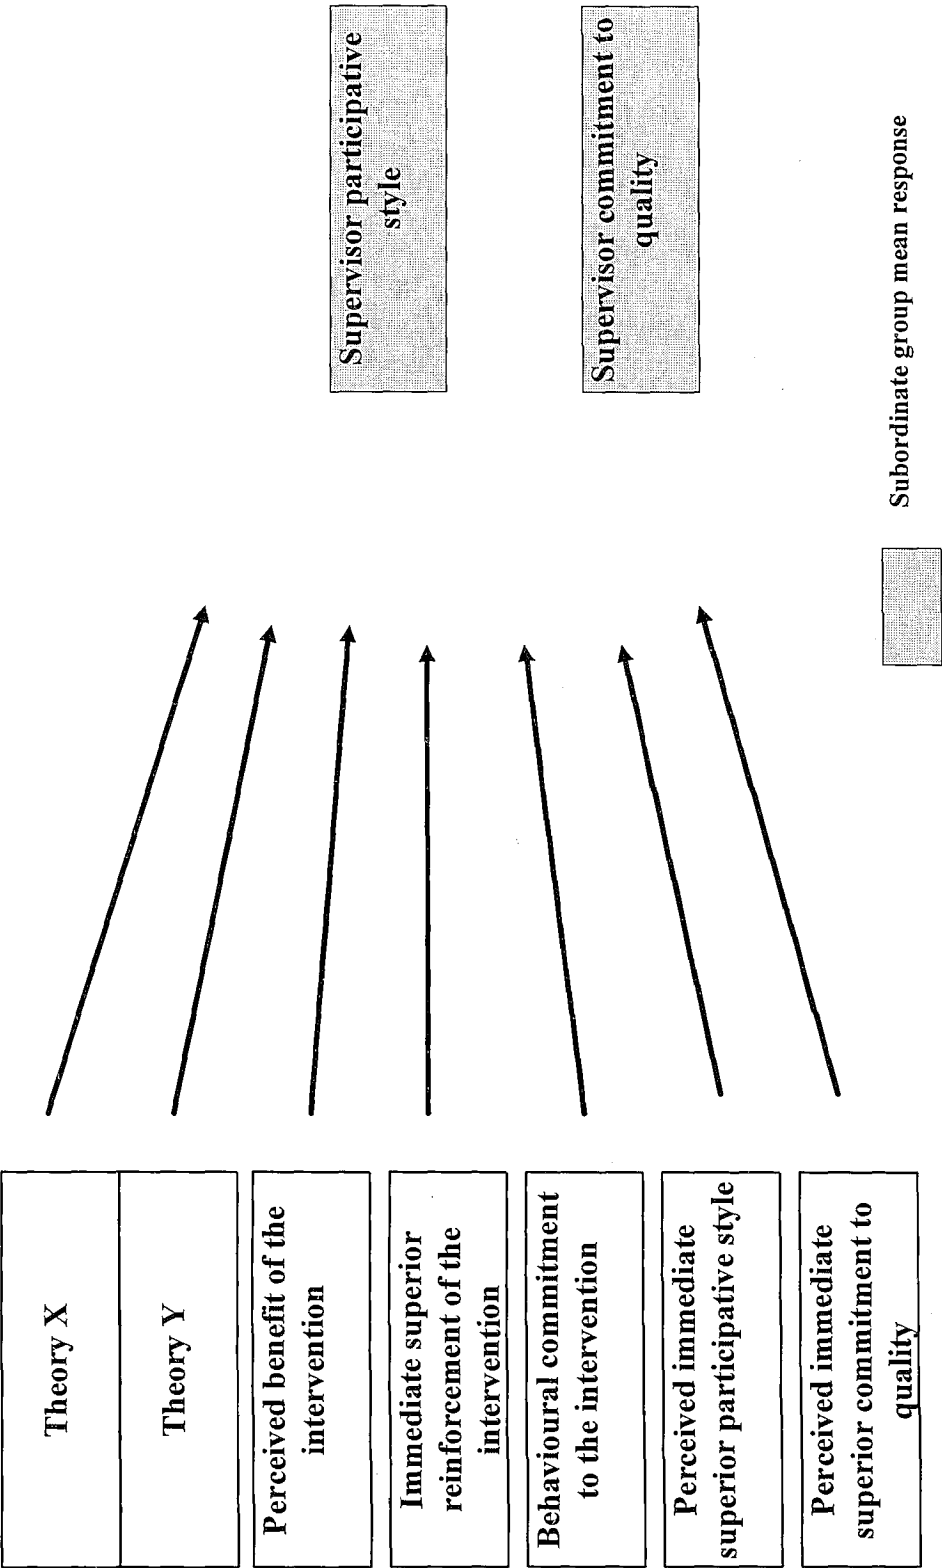 Theory X
Theory Y
Perceived benefit of the
intervention
Immediate superior
reinforcement of the
intervention
Behavioural commitment
to the intervention
Perceived immediate
superior participative style
Perceived immediate
superior commitment to
quality
Supervisor participative
style
Supervisor commitment to
quality
Subordinate group mean response